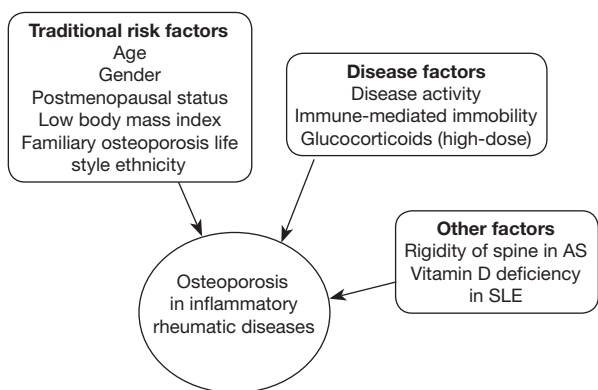 Traditional risk factors
Age
Gender
Postmenopausal status
Low body mass index
Familiary osteoporosis life
style ethnicity
Disease factors
Disease activity
Immune-mediated immobility
Glucocorticoids (high-dose)
Other factors
Rigidity of spine in AS
Vitamin D deficiency
in SLE
Osteoporosis
in inflammatory
rheumatic diseases